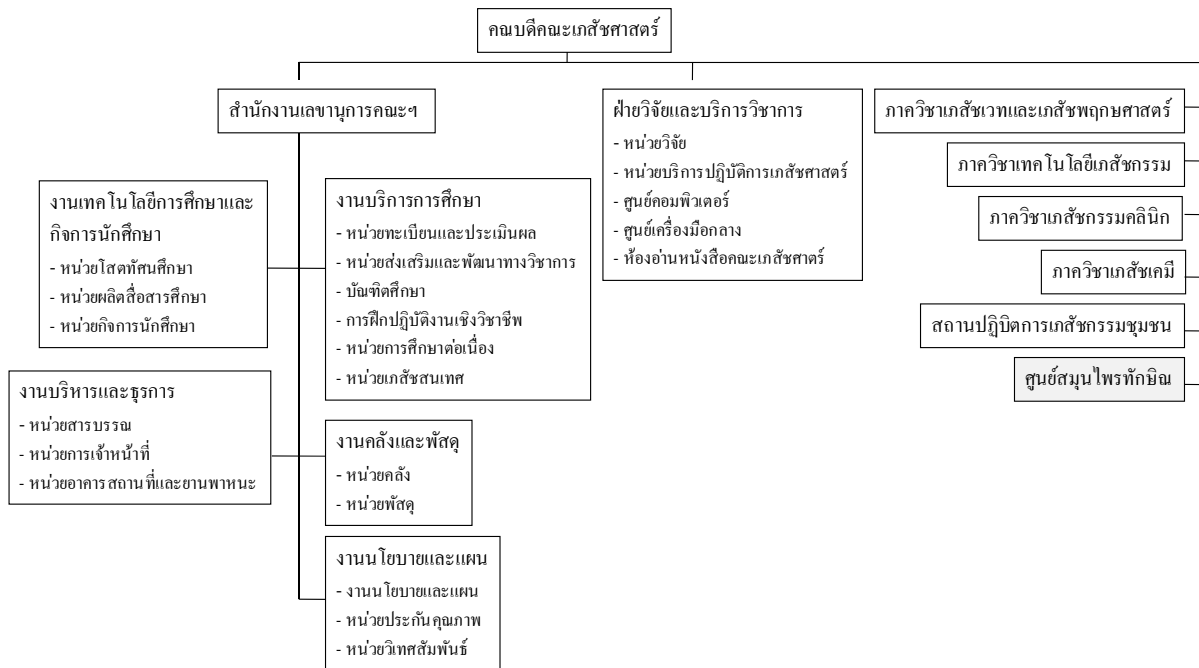 คณบดีคณะเภสัชศาสตร์
สำนักงานเลขานุการคณะฯ
งานเทคโนโลยีการศึกษาและ
กิจการนักศึกษา
- หน่วยโสตทัศนศึกษา
- หน่วยผลิตสื่อสารศึกษา
- หน่วยกิจการนักศึกษา
งานบริการการศึกษา
- หน่วยทะเบียนและประเมินผล
- หน่วยส่งเสริมและพัฒนาทางวิชาการ
- บัณฑิตศึกษา
- การฝึกปฏิบัติงานเชิงวิชาชีพ
- หน่วยการศึกษาต่อเนื่อง
- หน่วยเภสัชสนเทศ
งานบริหารและธุรการ
- หน่วยสารบรรณ
- หน่วยการเจ้าหน้าที่
- หน่วยอาคารสถานที่และยานพาหนะ
งานคลังและพัสดุ
- หน่วยคลัง
- หน่วยพัสดุ
งานนโยบายและแผน
- งานนโยบายและแผน
- หน่วยประกันคุณภาพ
- หน่วยวิเทศสัมพันธ์
ฝ่ายวิจัยและบริการวิชาการ
- หน่วยวิจัย
- หน่วยบริการปฏิบัติการเภสัชศาสตร์
- ศูนย์คอมพิวเตอร์
- ศูนย์เครื่องมือกลาง
- ห้องอ่านหนังสือคณะเภสัชศาตร์
ภาควิชาเภสัชเวทและเภสัชพฤกษศาสตร์
ภาควิชาเทคโนโลยีเภสัชกรรม
ภาควิชาเภสัชกรรมคลินิก
ภาควิชาเภสัชเคมี
สถานปฏิบิตการเภสัชกรรมชุมชน
ศูนย์สมุนไพรทักษิณ